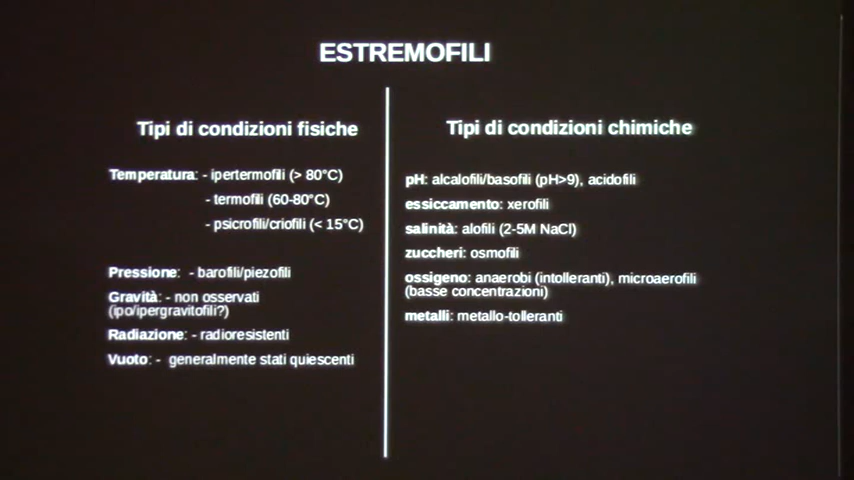 ESTREMOFILI
Tipi di condizioni fisiche
Temperatura: - ipertermofili (> 80°C)
- termofili (60-80°C)
- psicrofili/criofili (< 15°C)
Pressione: - barofili/piezofili
Gravità: - non osservati
(ipo/ipergravitofili?)
Radiazione: - radioresistenti
Vuoto: - generalmente stati quiescenti
Tipi di condizioni chimiche
pH: alcalofili/basofili (pH>9), acidofili
essiccamento: xerofili
salinità: alofili (2-5M NaCl)
zuccheri: osmofili
ossigeno: anaerobi (intolleranti), microaerofili
(basse concentrazioni)
metalli: metallo-tolleranti